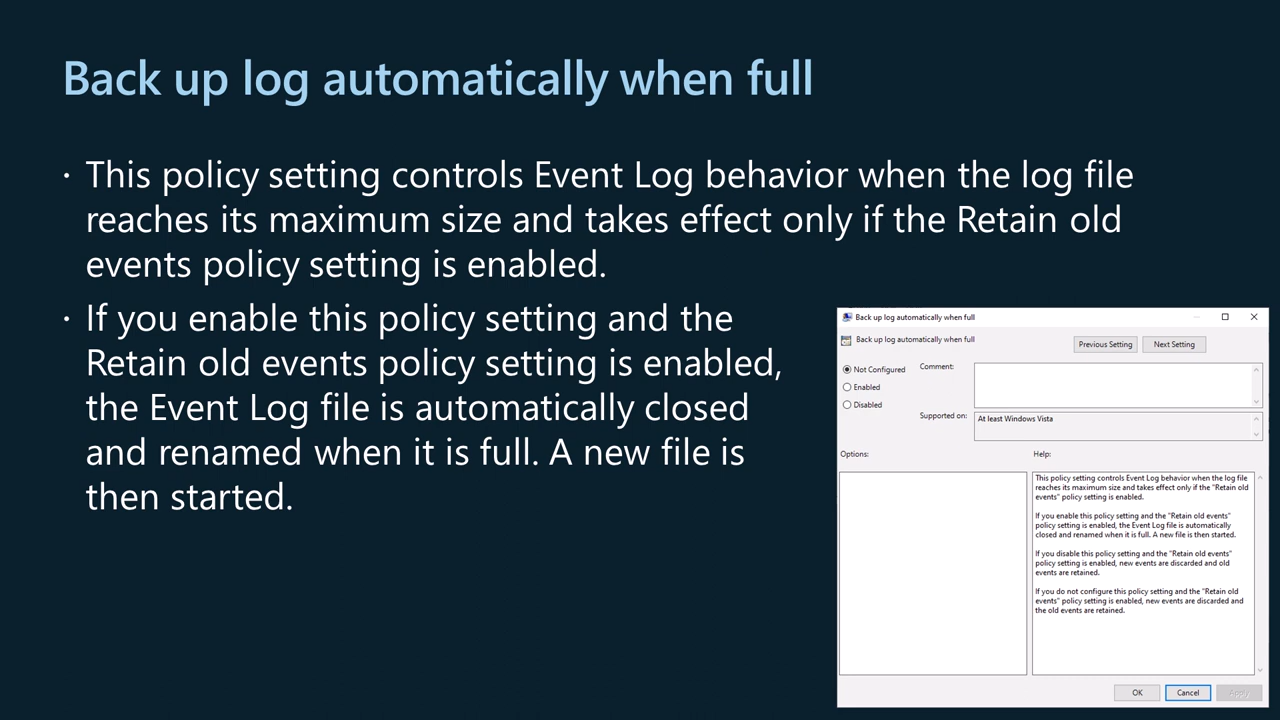 Back up log automatically when full
· This policy setting controls Event Log behavior when the log file
reaches its maximum size and takes effect only if the Retain old
events policy setting is enabled.
· If you enable this policy setting and the
Retain old events policy setting is enabled,
the Event Log file is automatically closed
and renamed when it is full. A new file is
then started.
Back up log automatically when full
Back up log automatically when full
Previous Setting
Next Setting
Not Configured
Enabled
Disabled
Comment:
Supported on:
At least Windows Vista
Options:
Help:
This policy setting controls Event Log behavior when the log file
reaches its maximum size and takes effect only if the "Retain old
events" policy setting is enabled.
If you enable this policy setting and the "Retain old events"
policy setting is enabled, the Event Log file is automatically
closed and renamed when it is full. A new file is then started.
If you disable this policy setting and the "Retain old events"
policy setting is enabled, new events are discarded and old
events are retained.
If you do not configure this policy setting and the "Retain old
events" policy setting is enabled, new events are discarded and
the old events are retained.
OK
Cancel
Apply